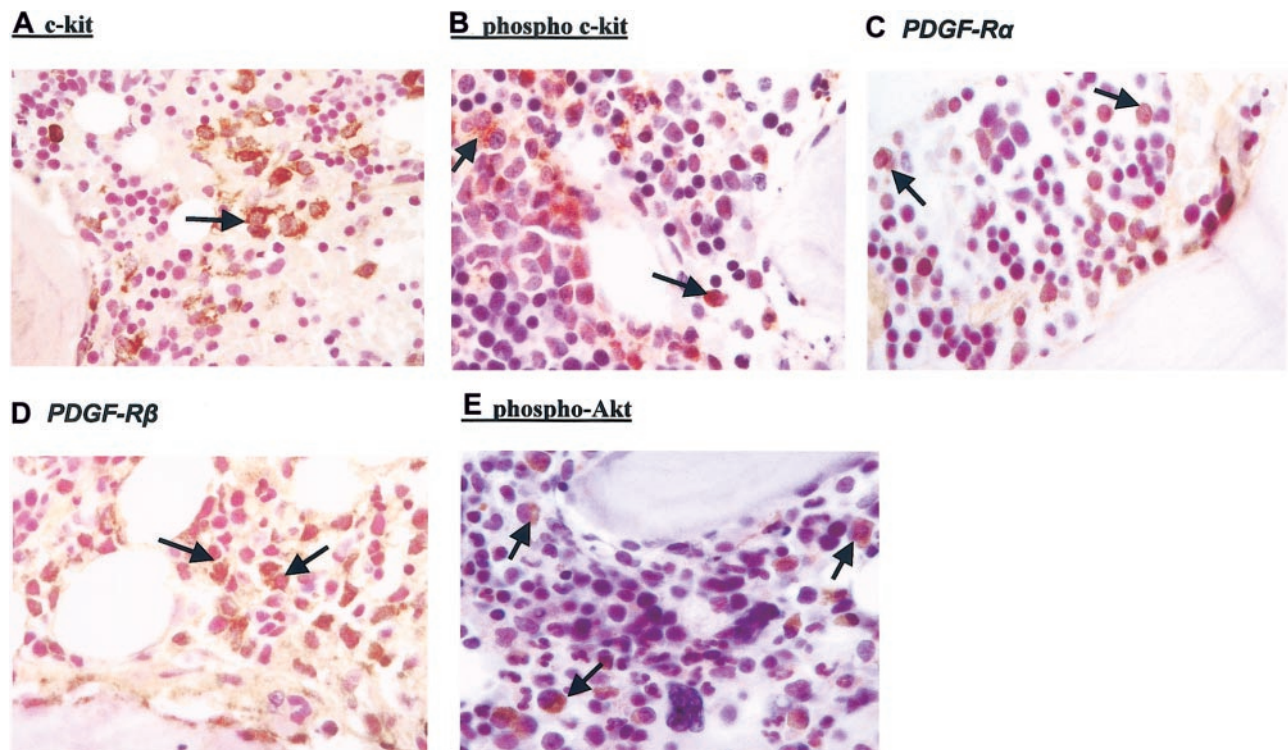 A c-kit
B phospho c-kit
C PDGF-Rα
D PDGF-Rβ
E phospho-Akt